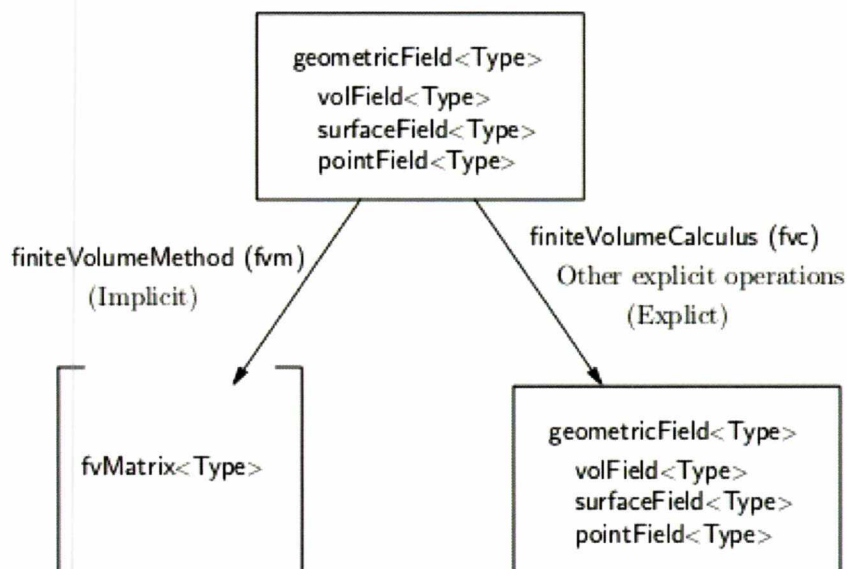 geometricField<Type>
volField<Type>
surfaceField<Type>
pointField<Type>
finiteVolumeMethod (fvm)
(Implicit)
finiteVolumeCalculus (fvc)
Other explicit operations
(Explict)
fvMatrix<Type>
geometricField<Type>
volField<Type>
surfaceField<Type>
pointField<Type>